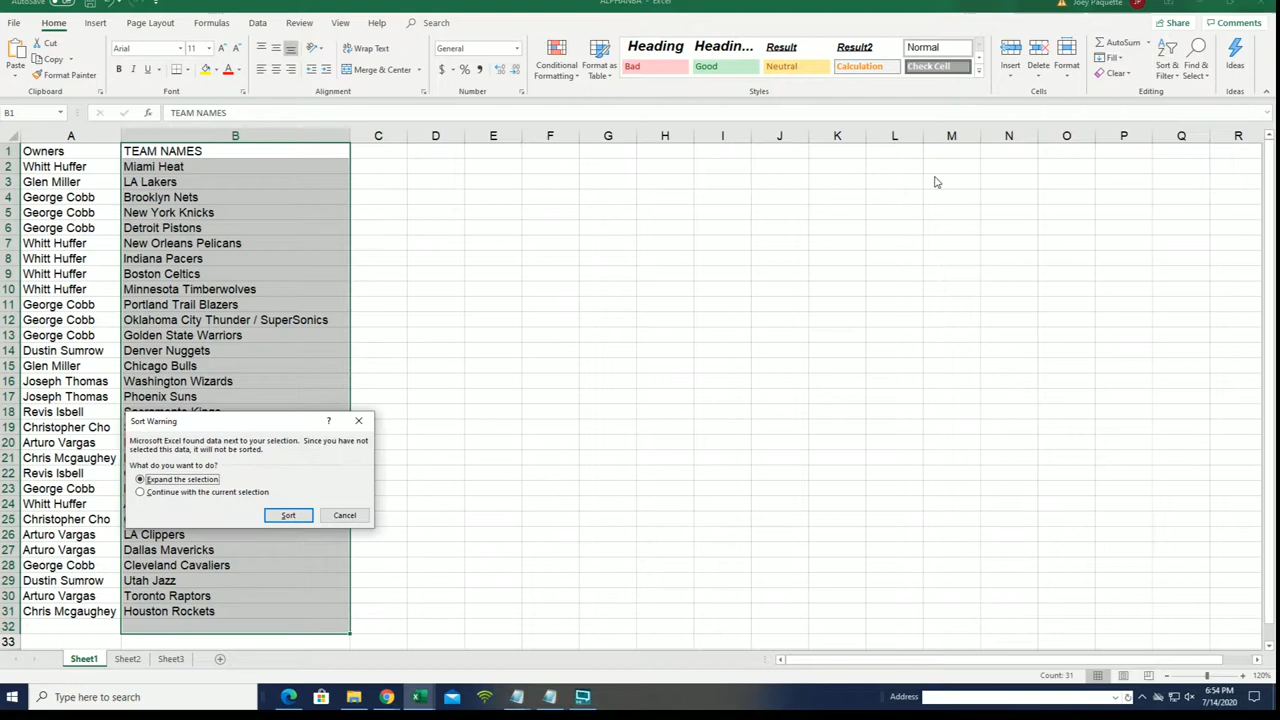 AutoSave Off ALPHANBA - Excel Joey Paquette JP
File Home Insert Page Layout Formulas Data Review View Help Search Share Comments
Paste Cut Copy Format Painter Clipboard
Arial 11 B I U Font
Wrap Text Merge & Center Alignment
General $ % Number
Conditional Formatting Format as Table
Heading Headin... Result Result2 Normal
Bad Good Neutral Calculation Check Cell
Styles
Insert Delete Format Cells
AutoSum Fill Clear Sort & Filter Find & Select Editing
Ideas Ideas
B1 fx TEAM NAMES
A B C D E F G H I J K L M N O P Q R
1 Owners TEAM NAMES
2 Whitt Huffer Miami Heat
3 Glen Miller LA Lakers
4 George Cobb Brooklyn Nets
5 George Cobb New York Knicks
6 George Cobb Detroit Pistons
7 Whitt Huffer New Orleans Pelicans
8 Whitt Huffer Indiana Pacers
9 Whitt Huffer Boston Celtics
10 Whitt Huffer Minnesota Timberwolves
11 George Cobb Portland Trail Blazers
12 George Cobb Oklahoma City Thunder / SuperSonics
13 George Cobb Golden State Warriors
14 Dustin Sumrow Denver Nuggets
15 Glen Miller Chicago Bulls
16 Joseph Thomas Washington Wizards
17 Joseph Thomas Phoenix Suns
18 Revis Isbell Sacramento Kings
19 Christopher Cho
20 Arturo Vargas
21 Chris Mcgaughey
22 Revis Isbell
23 George Cobb
24 Whitt Huffer
25 Christopher Cho
26 Arturo Vargas LA Clippers
27 Arturo Vargas Dallas Mavericks
28 George Cobb Cleveland Cavaliers
29 Dustin Sumrow Utah Jazz
30 Arturo Vargas Toronto Raptors
31 Chris Mcgaughey Houston Rockets
32
33
Sort Warning ?
Microsoft Excel found data next to your selection. Since you have not
selected this data, it will not be sorted.
What do you want to do?
Expand the selection
Continue with the current selection
Sort Cancel
Sheet1 Sheet2 Sheet3
Count: 31 120%
Type here to search Address 6:54 PM
7/14/2020